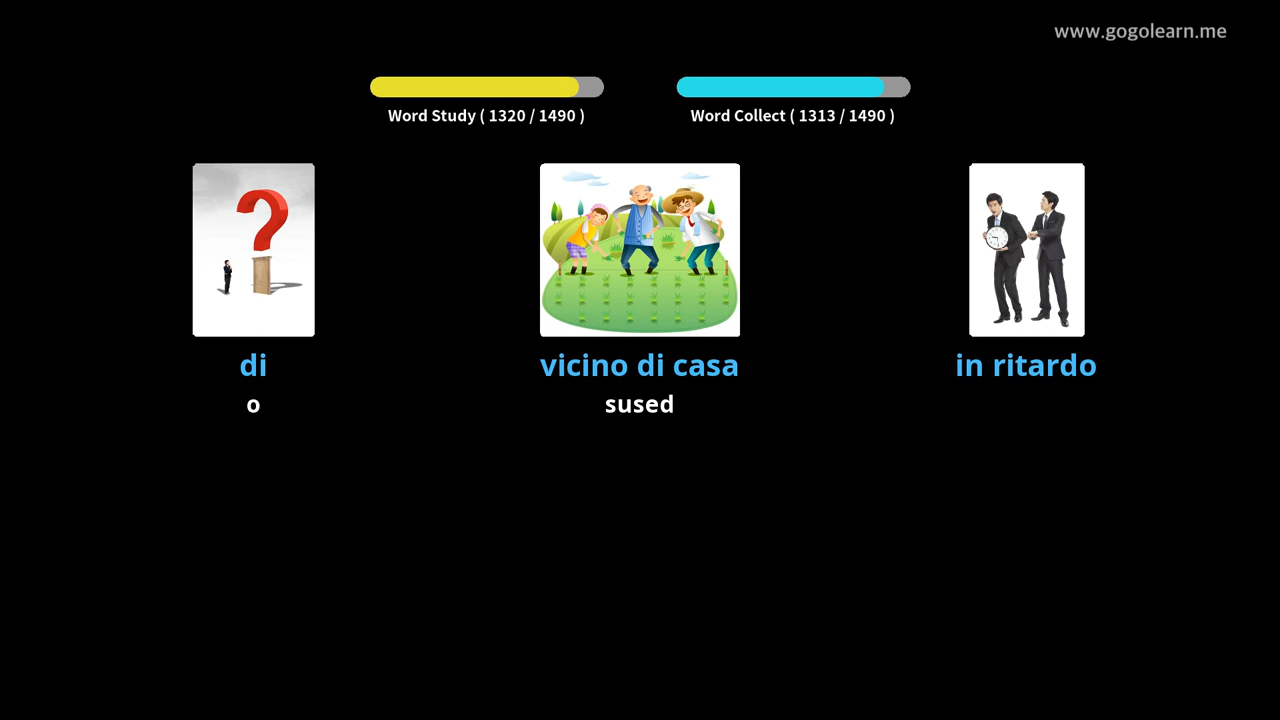 www.gogolearn.me
Word Study ( 1320 / 1490 )
Word Collect ( 1313 / 1490 )
di
vicino di casa
in ritardo
o
sused